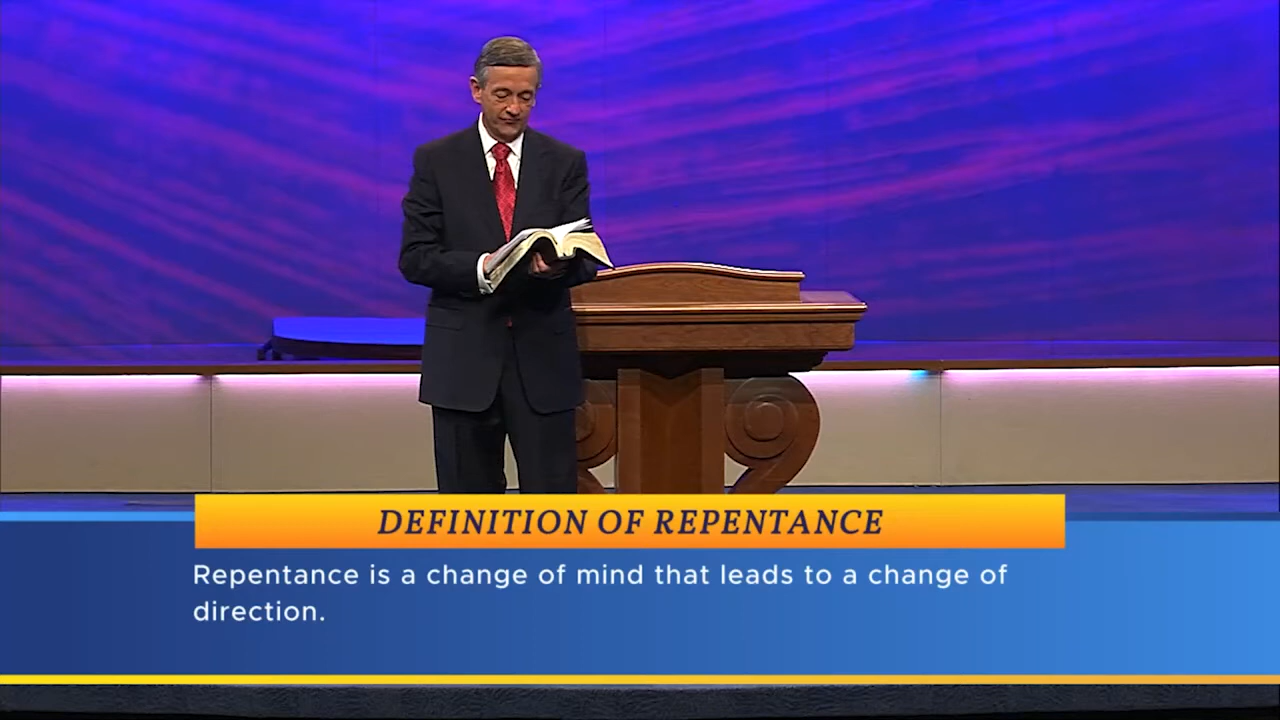 DEFINITION OF REPENTANCE
Repentance is a change of mind that leads to a change of
direction.